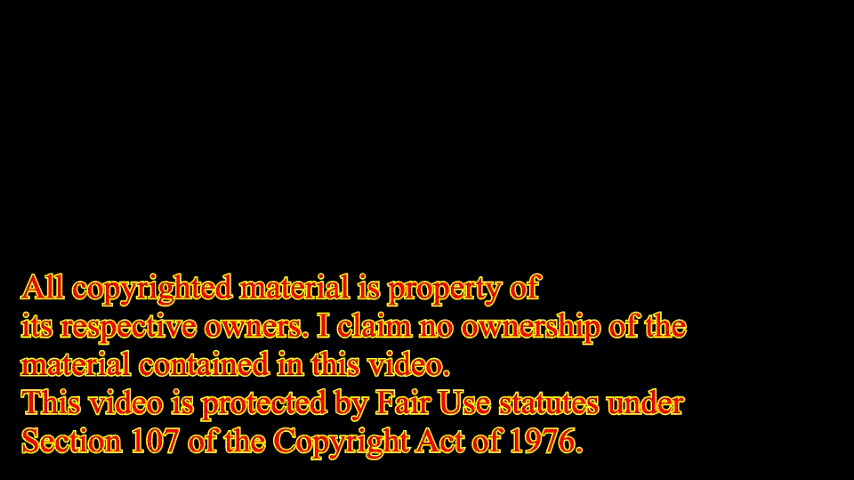 All copyrighted material is property of
its respective owners. I claim no ownership of the
material contained in this video.
This video is protected by Fair Use statutes under
Section 107 of the Copyright Act of 1976.